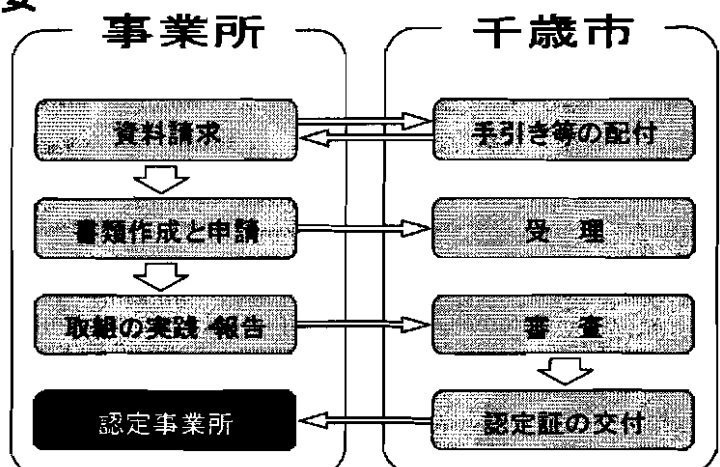 事業所
千歳市
資料請求
手引き等の配付
書類作成と申請
受 理
取組の実践・報告
審 査
認定事業所
認定証の交付